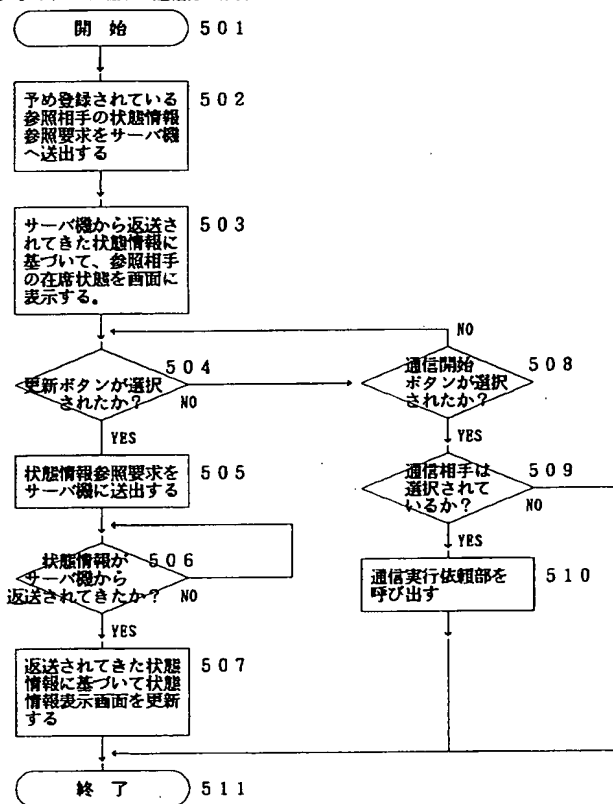 開 始
501
予め登録されている
参照相手の状態情報
参照要求をサーバ機
へ送出する
502
サーバ機から返送さ
れてきた状態情報に
基づいて、参照相手
の在席状態を画面に
表示する。
503
更新ボタンが選択
されたか?
504
NO
YES
状態情報参照要求を
サーバ機に送出する
505
状態情報が
サーバ機から
返送されてきたか?
506
NO
YES
返送されてきた状態
情報に基づいて状態
情報表示画面を更新
する
507
NO
通信開始
ボタンが選択
されたか?
508
YES
通信相手は
選択されて
いるか?
509
NO
YES
通信実行依頼部を
呼び出す
510
終 了
511